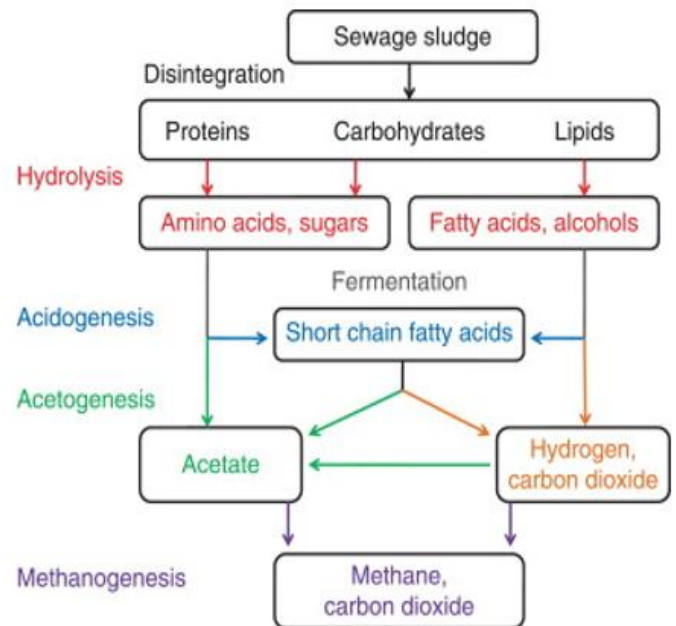 Sewage sludge
Disintegration
Proteins Carbohydrates Lipids
Hydrolysis
Amino acids, sugars
Fatty acids, alcohols
Fermentation
Acidogenesis
Short chain fatty acids
Acetogenesis
Acetate
Hydrogen,
carbon dioxide
Methanogenesis
Methane,
carbon dioxide